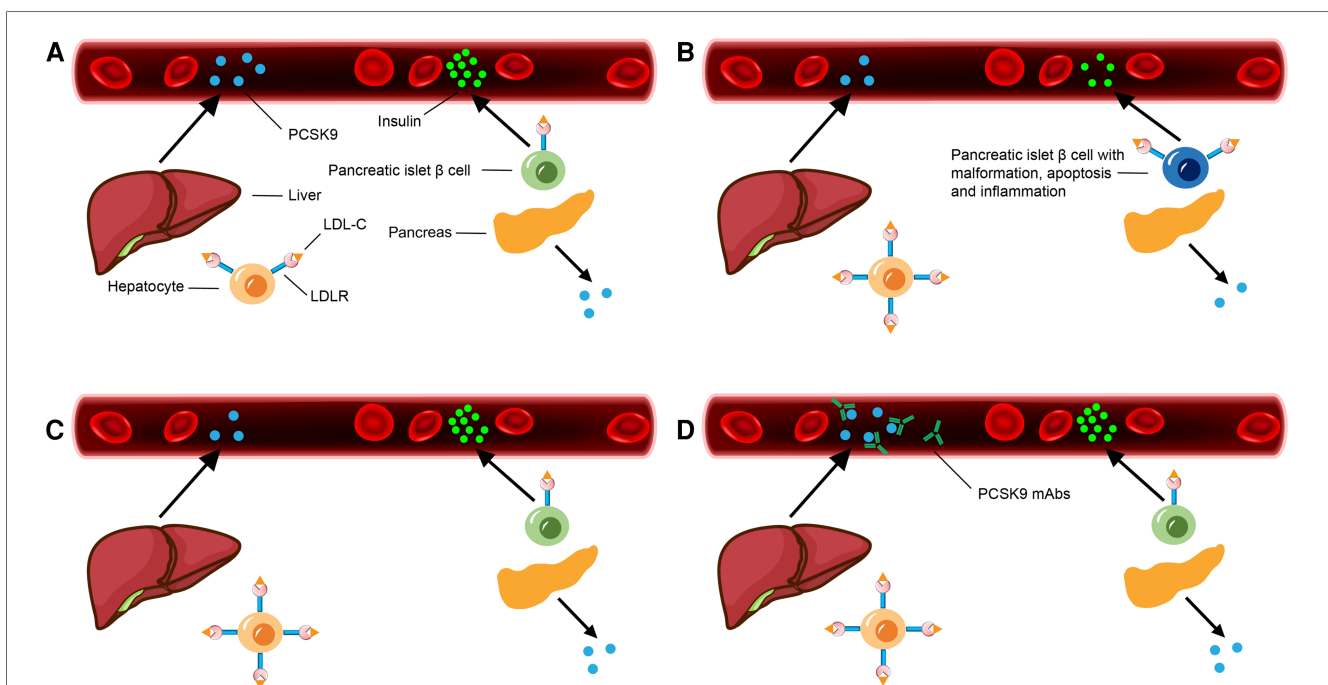 A
PCSK9
Insulin
Pancreatic islet β cell
Liver
LDL-C
Pancreas
Hepatocyte
LDLR
B
Pancreatic islet β cell with
malformation, apoptosis
and inflammation
C
D
PCSK9 mAbs